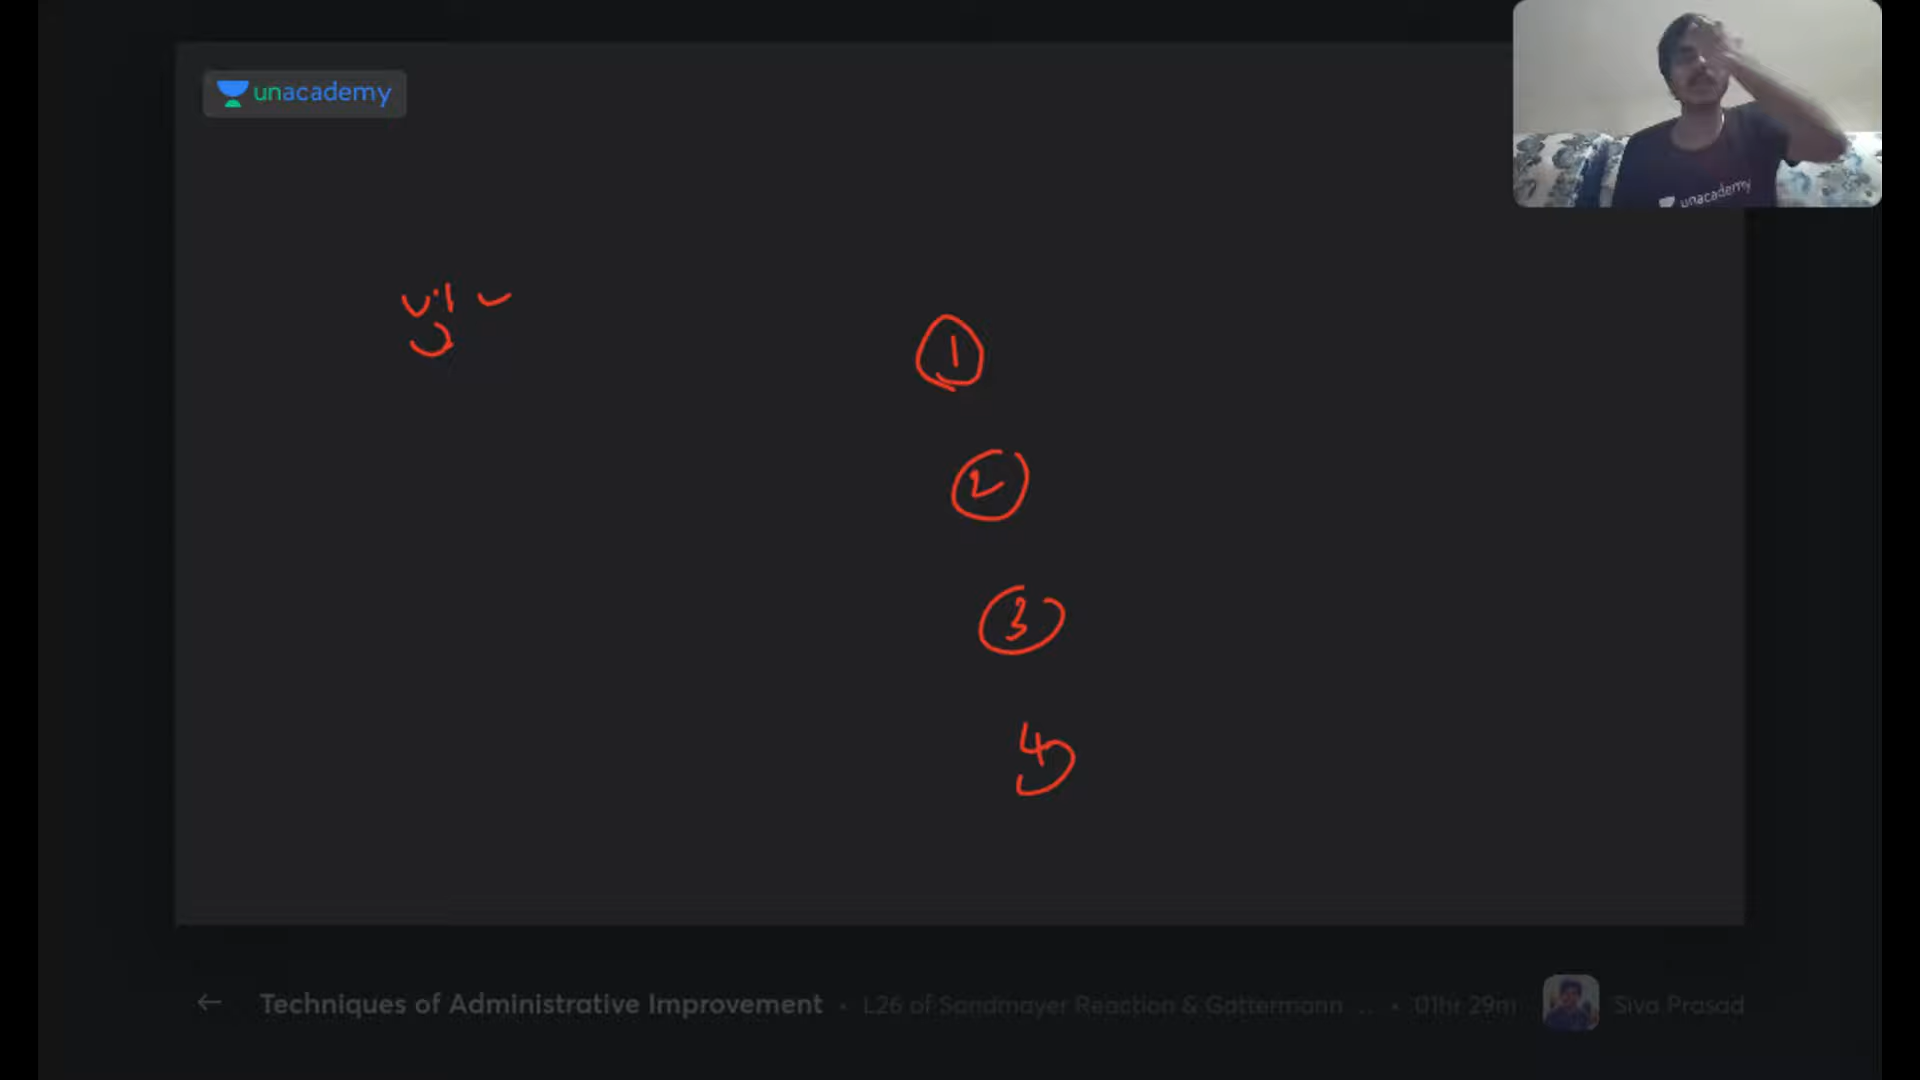 unacademy
unacademy
1
2
3
4
Techniques of Administrative Improvement • L26 of Sandmayer Reaction & Gattermann ... • 01hr 29m Siva Prasad